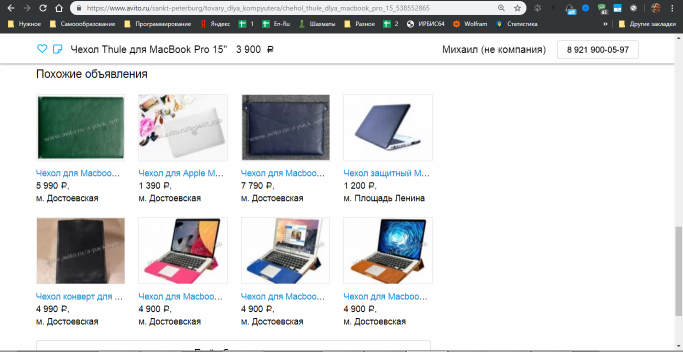 https://www.avito.ru/sankt-peterburg/tovary_dlya_kompyutera/chehol_thule_dlya_macbook_pro_15_538552865
Нужное Самообразование Программирование Яндекс 1 En-Ru Шахматы Разное 2 ИРБИС64 Wolfram Статистика » Другие закладки
Чехол Thule для MacBook Pro 15" 3 900 ₽ Михаил (не компания) 8 921 900-05-97
Похожие объявления
Чехол для Macboo... Чехол для Apple M... Чехол для Macboo... Чехол защитный M...
5 990 ₽, 1 390 ₽, 7 790 ₽, 1 200 ₽,
м. Достоевская м. Достоевская м. Достоевская м. Площадь Ленина
Чехол конверт для ... Чехол для Macboo... Чехол для Macboo... Чехол для Macboo...
4 990 ₽, 4 900 ₽, 4 900 ₽, 4 900 ₽,
м. Достоевская м. Достоевская м. Достоевская м. Достоевская